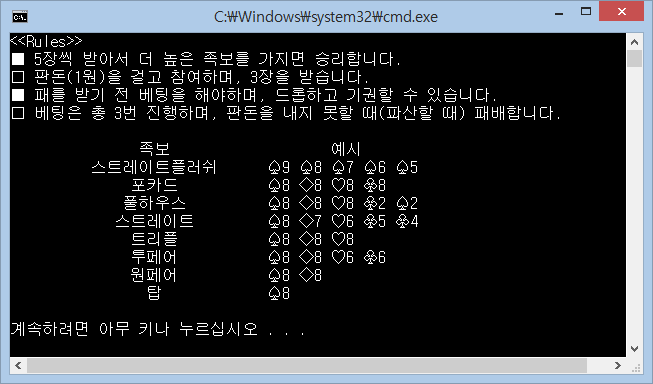 C:\Windows\system32\cmd.exe
<<Rules>>
■ 5장씩 받아서 더 높은 족보를 가지면 승리합니다.
□ 판돈(1원)을 걸고 참여하며, 3장을 받습니다.
■ 패를 받기 전 베팅을 해야하며, 드롭하고 기권할 수 있습니다.
□ 베팅은 총 3번 진행하며, 판돈을 내지 못할 때(파산할 때) 패배합니다.
족보 예시
스트레이트플러쉬 ♤9 ♤8 ♤7 ♤6 ♤5
포카드 ♤8 ◇8 ♡8 ♧8
풀하우스 ♤8 ◇8 ♡8 ♧2 ♤2
스트레이트 ♤8 ◇7 ♡6 ♧5 ♧4
트리플 ♤8 ◇8 ♡8
투페어 ♤8 ◇8 ♡6 ♧6
원페어 ♤8 ◇8
탑 ♤8
계속하려면 아무 키나 누르십시오 . . .